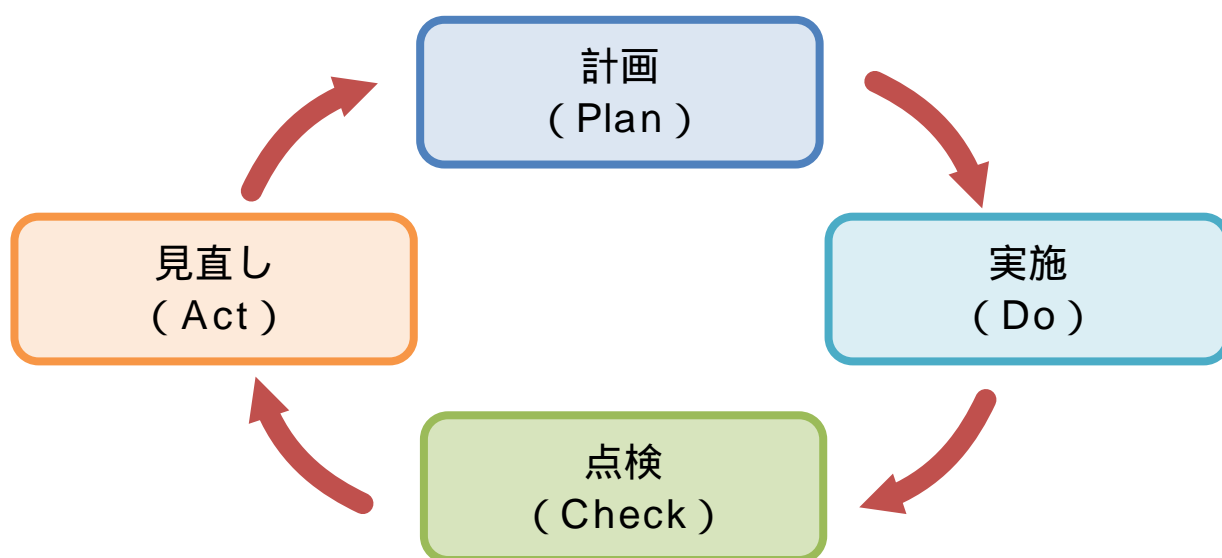 計画
( Plan )
実施
( Do )
点検
( Check )
見直し
( Act )